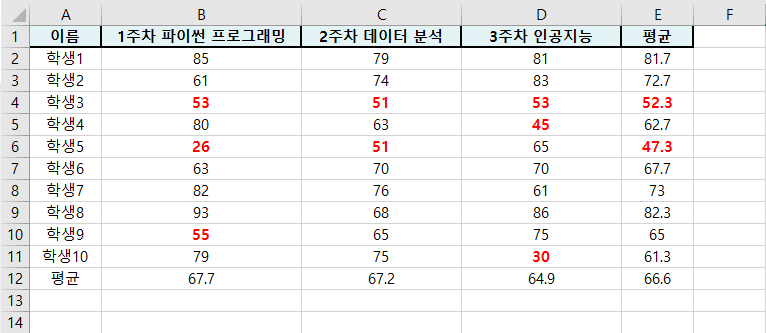 A B C D E F
1 이름 1주차 파이썬 프로그래밍 2주차 데이터 분석 3주차 인공지능 평균
2 학생1 85 79 81 81.7
3 학생2 61 74 83 72.7
4 학생3 53 51 53 52.3
5 학생4 80 63 45 62.7
6 학생5 26 51 65 47.3
7 학생6 63 70 70 67.7
8 학생7 82 76 61 73
9 학생8 93 68 86 82.3
10 학생9 55 65 75 65
11 학생10 79 75 30 61.3
12 평균 67.7 67.2 64.9 66.6
13
14